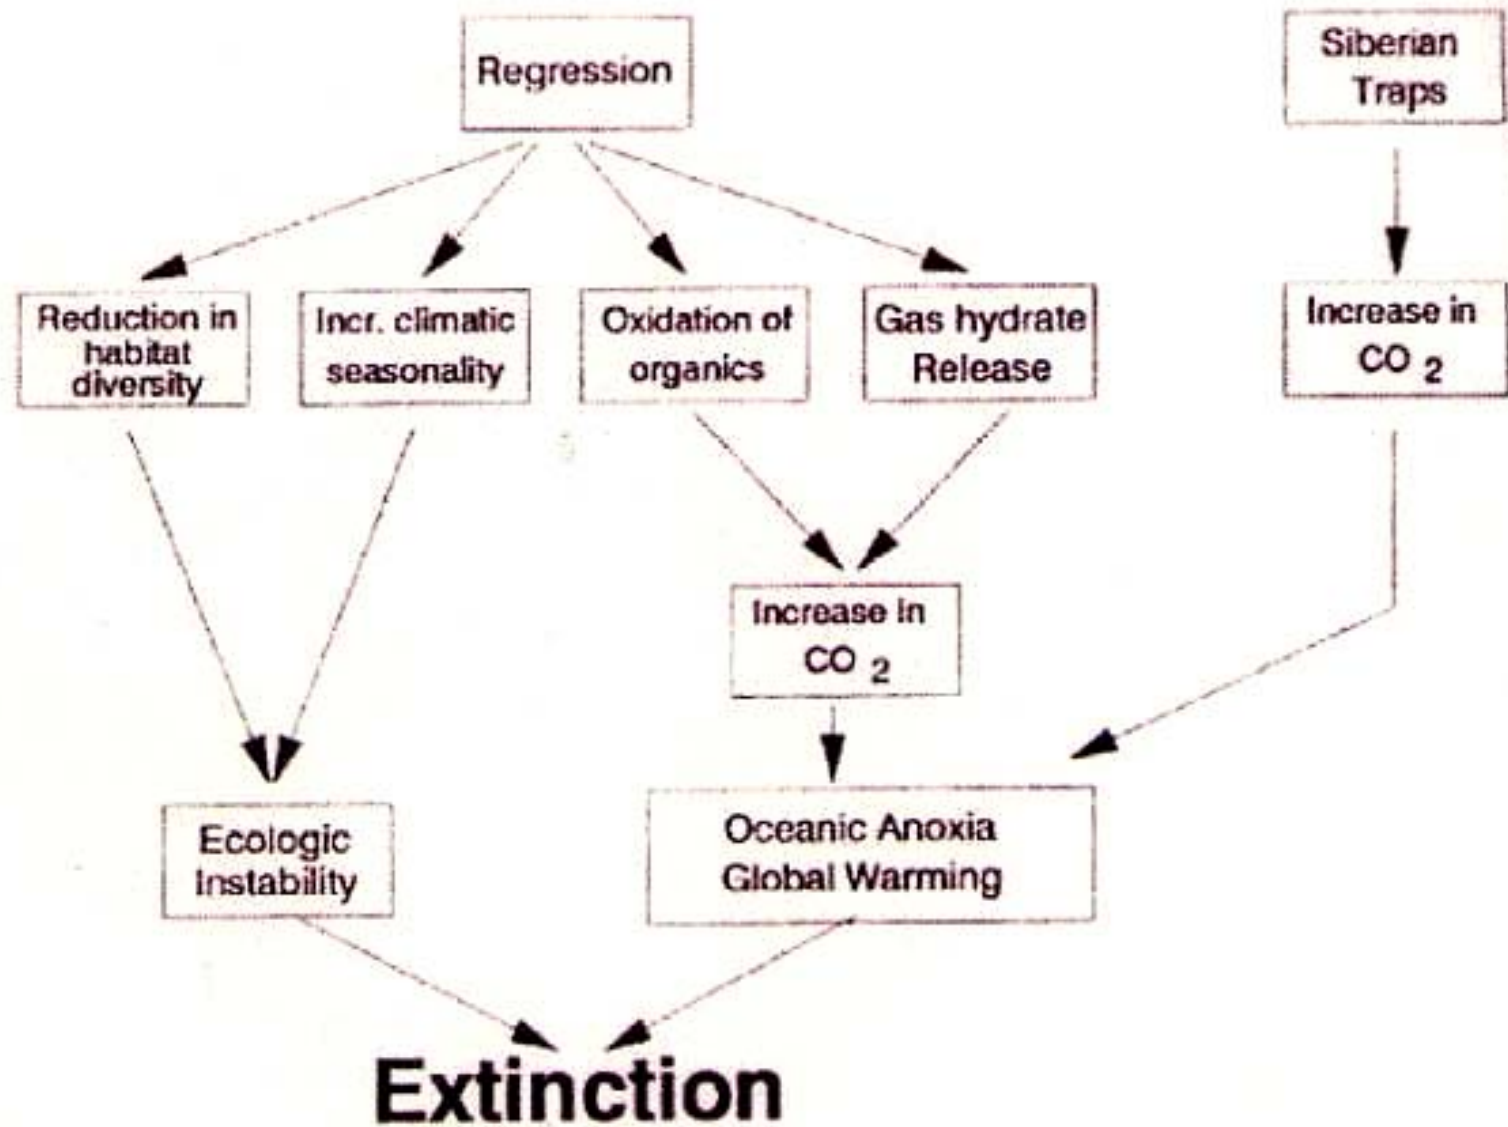 Regression
Siberian
Traps
Reduction in
habitat
diversity
Incr. climatic
seasonality
Oxidation of
organics
Gas hydrate
Release
Increase in
CO 2
Increase in
CO 2
Ecologic
Instability
Oceanic Anoxia
Global Warming
Extinction